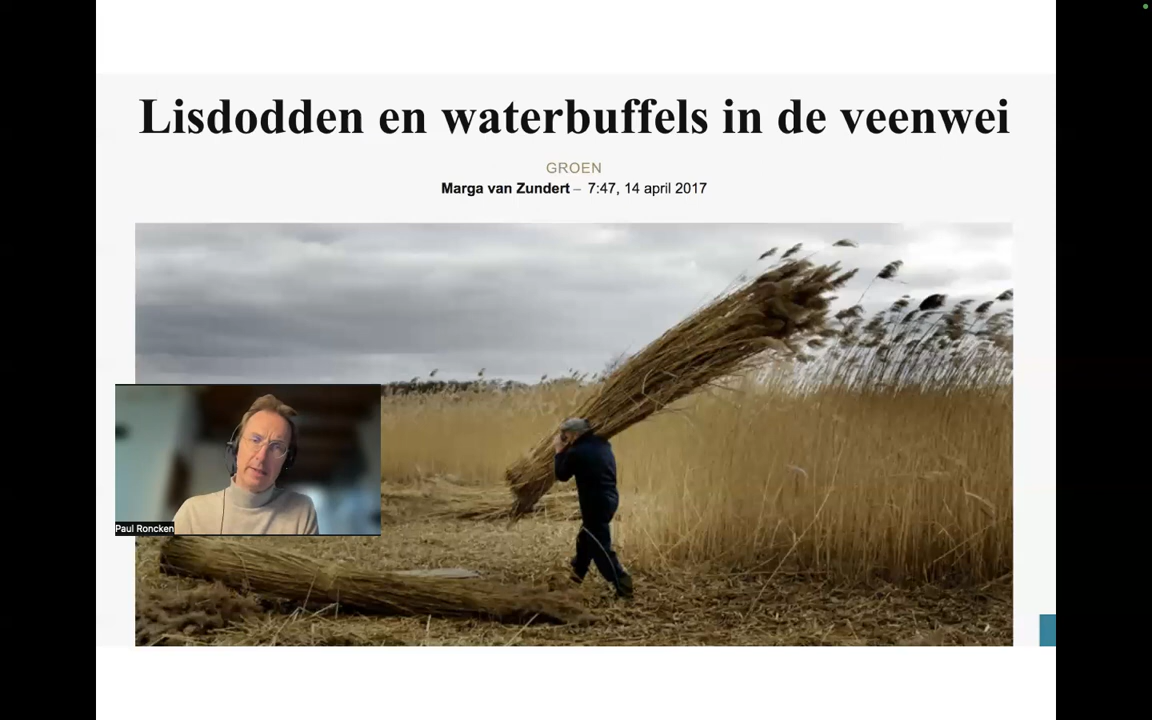 Lisdodden en waterbuffels in de veenwei
GROEN
Marga van Zundert – 7:47, 14 april 2017
Paul Roncken